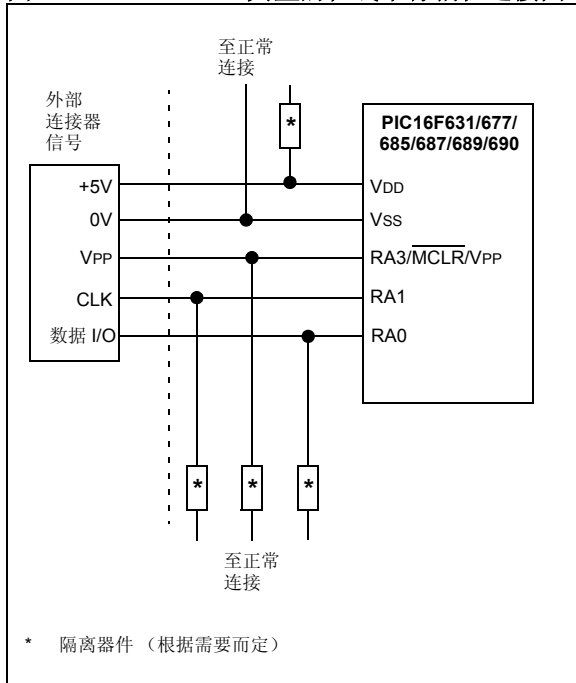 至正常
连接
外部
连接器
信号
*
PIC16F631/677/
685/687/689/690
+5V
VDD
0V
VSS
VPP
RA3/MCLR/VPP
CLK
RA1
数据 I/O
RA0
* * *
至正常
连接
* 隔离器件 （根据需要而定）